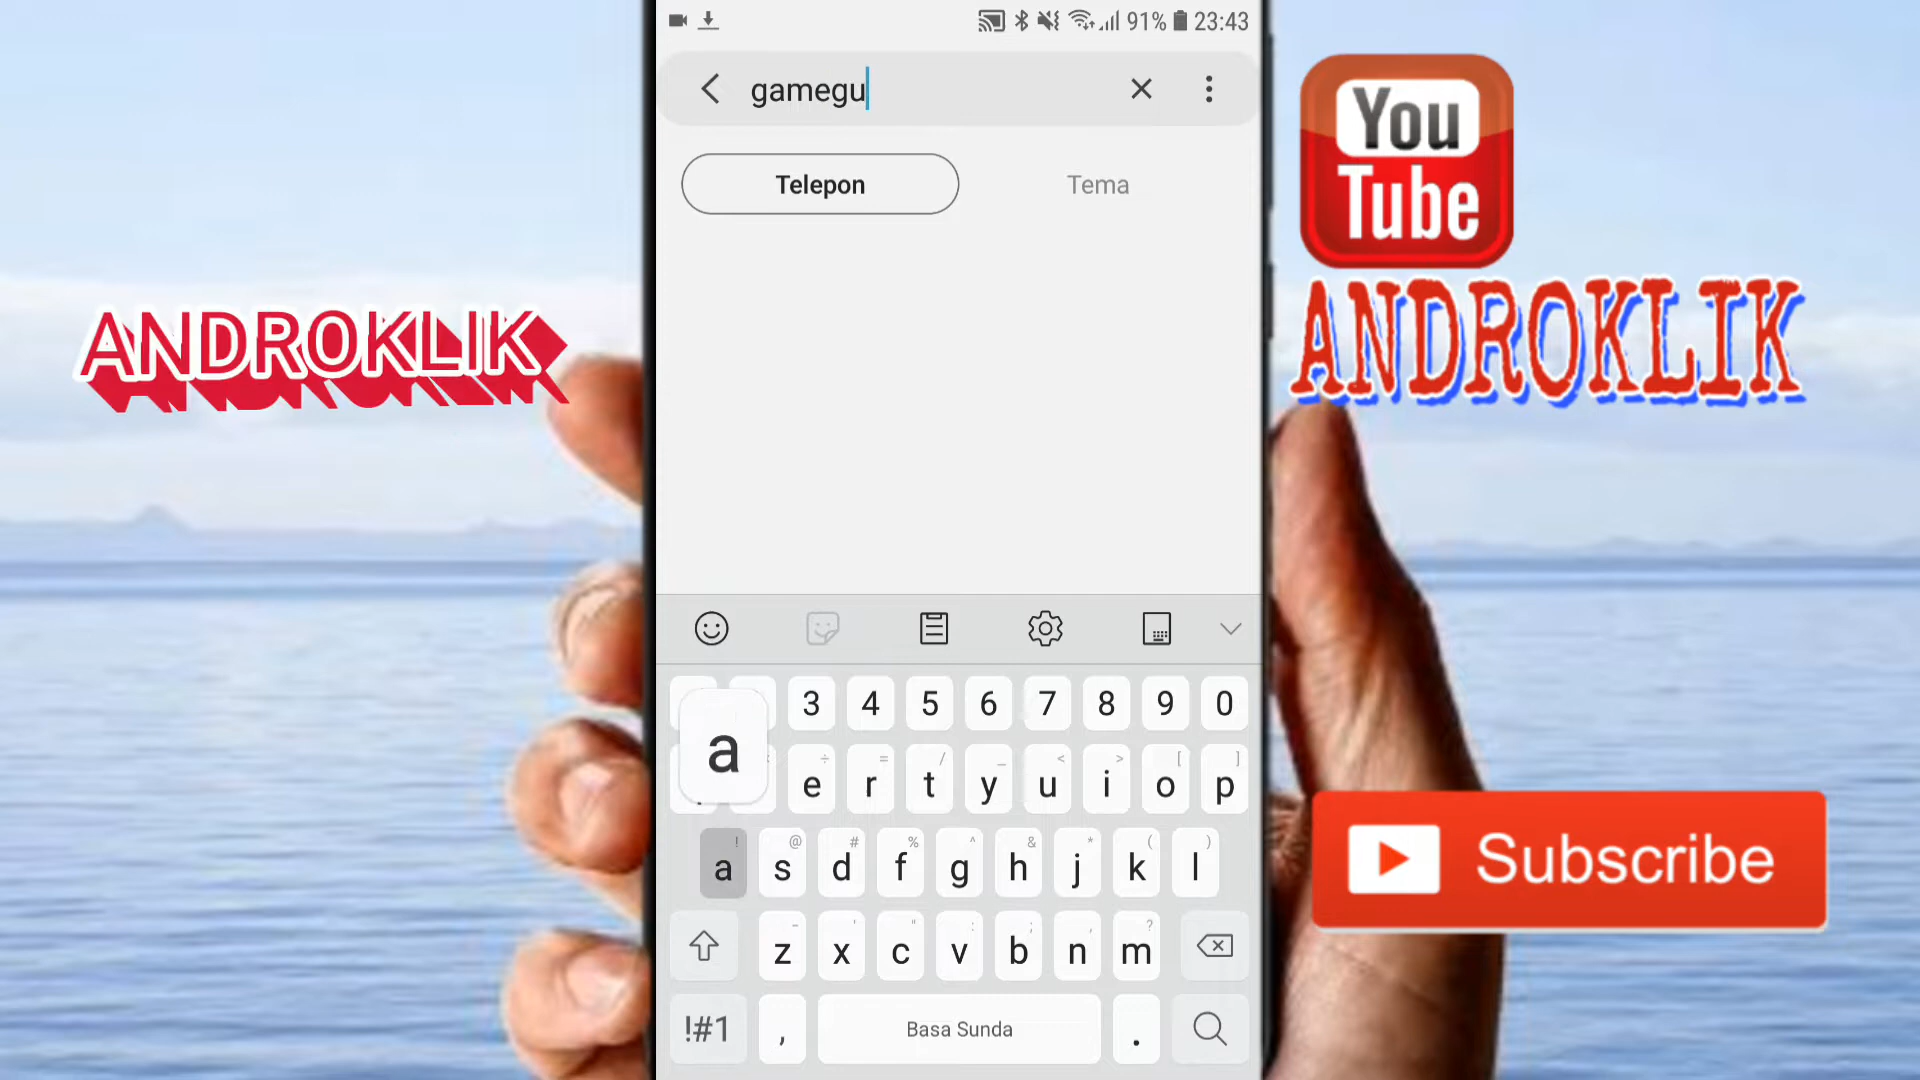 91% 23:43
gamegu
Telepon Tema
You
Tube
ANDROKLIK
ANDROKLIK
3 4 5 6 7 8 9 0
a
e r t y u i o p
a s d f g h j k l
z x c v b n m
!#1 , Basa Sunda .
Subscribe